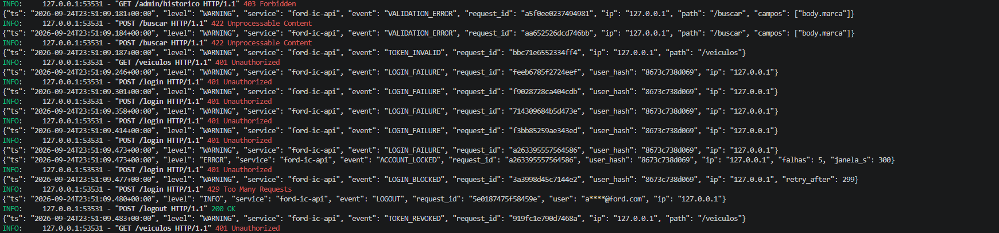 INFO:     127.0.0.1:53531 - "GET /admin/historico HTTP/1.1" 403 Forbidden
{"ts": "2026-09-24T23:51:09.181+00:00", "level": "WARNING", "service": "ford-ic-api", "event": "VALIDATION_ERROR", "request_id": "a5f0ee0237494981", "ip": "127.0.0.1", "path": "/buscar", "campos": ["body.marca"]}
INFO:     127.0.0.1:53531 - "POST /buscar HTTP/1.1" 422 Unprocessable Content
{"ts": "2026-09-24T23:51:09.184+00:00", "level": "WARNING", "service": "ford-ic-api", "event": "VALIDATION_ERROR", "request_id": "aa652526dcd746bb", "ip": "127.0.0.1", "path": "/buscar", "campos": ["body.marca"]}
INFO:     127.0.0.1:53531 - "POST /buscar HTTP/1.1" 422 Unprocessable Content
{"ts": "2026-09-24T23:51:09.187+00:00", "level": "WARNING", "service": "ford-ic-api", "event": "TOKEN_INVALID", "request_id": "bbc71e6552334ff4", "ip": "127.0.0.1", "path": "/veiculos"}
INFO:     127.0.0.1:53531 - "GET /veiculos HTTP/1.1" 401 Unauthorized
{"ts": "2026-09-24T23:51:09.246+00:00", "level": "WARNING", "service": "ford-ic-api", "event": "LOGIN_FAILURE", "request_id": "feeb6785f2724eef", "user_hash": "8673c738d069", "ip": "127.0.0.1"}
INFO:     127.0.0.1:53531 - "POST /login HTTP/1.1" 401 Unauthorized
{"ts": "2026-09-24T23:51:09.301+00:00", "level": "WARNING", "service": "ford-ic-api", "event": "LOGIN_FAILURE", "request_id": "f9028728ca404cdb", "user_hash": "8673c738d069", "ip": "127.0.0.1"}
INFO:     127.0.0.1:53531 - "POST /login HTTP/1.1" 401 Unauthorized
{"ts": "2026-09-24T23:51:09.358+00:00", "level": "WARNING", "service": "ford-ic-api", "event": "LOGIN_FAILURE", "request_id": "714309684b5d473e", "user_hash": "8673c738d069", "ip": "127.0.0.1"}
INFO:     127.0.0.1:53531 - "POST /login HTTP/1.1" 401 Unauthorized
{"ts": "2026-09-24T23:51:09.414+00:00", "level": "WARNING", "service": "ford-ic-api", "event": "LOGIN_FAILURE", "request_id": "f3bb85259ae343ed", "user_hash": "8673c738d069", "ip": "127.0.0.1"}
INFO:     127.0.0.1:53531 - "POST /login HTTP/1.1" 401 Unauthorized
{"ts": "2026-09-24T23:51:09.473+00:00", "level": "WARNING", "service": "ford-ic-api", "event": "LOGIN_FAILURE", "request_id": "a263395557564586", "user_hash": "8673c738d069", "ip": "127.0.0.1"}
{"ts": "2026-09-24T23:51:09.473+00:00", "level": "ERROR", "service": "ford-ic-api", "event": "ACCOUNT_LOCKED", "request_id": "a263395557564586", "user_hash": "8673c738d069", "ip": "127.0.0.1", "falhas": 5, "janela_s": 300}
INFO:     127.0.0.1:53531 - "POST /login HTTP/1.1" 401 Unauthorized
{"ts": "2026-09-24T23:51:09.477+00:00", "level": "WARNING", "service": "ford-ic-api", "event": "LOGIN_BLOCKED", "request_id": "3a3998d45c7144e2", "user_hash": "8673c738d069", "ip": "127.0.0.1", "retry_after": 299}
INFO:     127.0.0.1:53531 - "POST /login HTTP/1.1" 429 Too Many Requests
{"ts": "2026-09-24T23:51:09.480+00:00", "level": "INFO", "service": "ford-ic-api", "event": "LOGOUT", "request_id": "5e0187475f58459e", "user": "a****@ford.com", "ip": "127.0.0.1"}
INFO:     127.0.0.1:53531 - "POST /logout HTTP/1.1" 200 OK
{"ts": "2026-09-24T23:51:09.483+00:00", "level": "WARNING", "service": "ford-ic-api", "event": "TOKEN_REVOKED", "request_id": "919fc1e790d7468a", "ip": "127.0.0.1", "path": "/veiculos"}
INFO:     127.0.0.1:53531 - "GET /veiculos HTTP/1.1" 401 Unauthorized